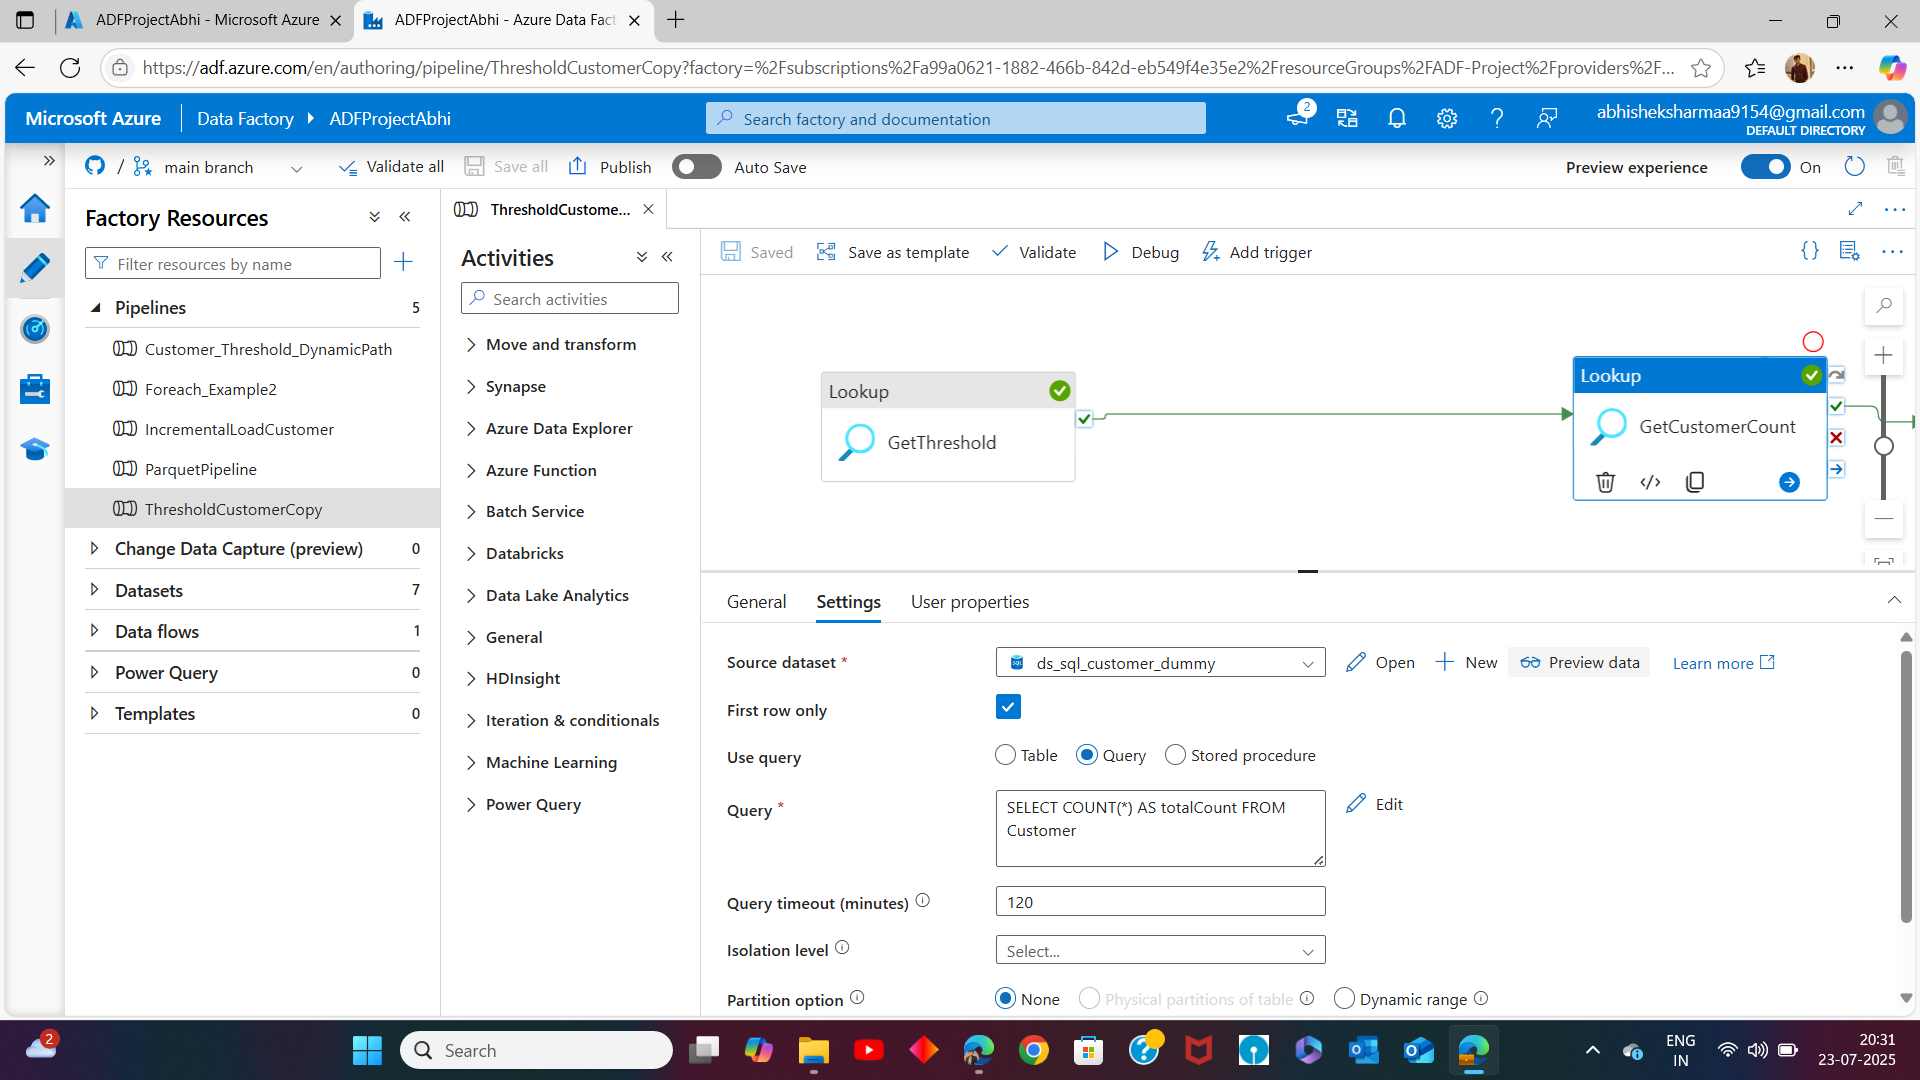 ADFProjectAbhi - Microsoft Azure
ADFProjectAbhi - Azure Data Fact
https://adf.azure.com/en/authoring/pipeline/ThresholdCustomerCopy?factory=%2Fsubscriptions%2Fa99a0621-1882-466b-842d-eb549f4e35e2%2FresourceGroups%2FADF-Project%2Fproviders%2F...
Microsoft Azure
Data Factory
ADFProjectAbhi
Search factory and documentation
2
abhisheksharmaa9154@gmail.com
DEFAULT DIRECTORY
/
main branch
Validate all
Save all
Publish
Auto Save
Preview experience
On
Factory Resources
Filter resources by name
Pipelines 5
Customer_Threshold_DynamicPath
Foreach_Example2
IncrementalLoadCustomer
ParquetPipeline
ThresholdCustomerCopy
Change Data Capture (preview) 0
Datasets 7
Data flows 1
Power Query 0
Templates 0
ThresholdCustome...
Activities
Search activities
Move and transform
Synapse
Azure Data Explorer
Azure Function
Batch Service
Databricks
Data Lake Analytics
General
HDInsight
Iteration & conditionals
Machine Learning
Power Query
Saved
Save as template
Validate
Debug
Add trigger
{}
Lookup
GetThreshold
Lookup
GetCustomerCount
General
Settings
User properties
Source dataset *
SQL
ds_sql_customer_dummy
Open
New
Preview data
Learn more
First row only
Use query
Table
Query
Stored procedure
Query *
SELECT COUNT(*) AS totalCount FROM
Customer
Edit
Query timeout (minutes)
120
Isolation level
Select...
Partition option
None
Physical partitions of table
Dynamic range
2
Search
ENG
IN
20:31
23-07-2025